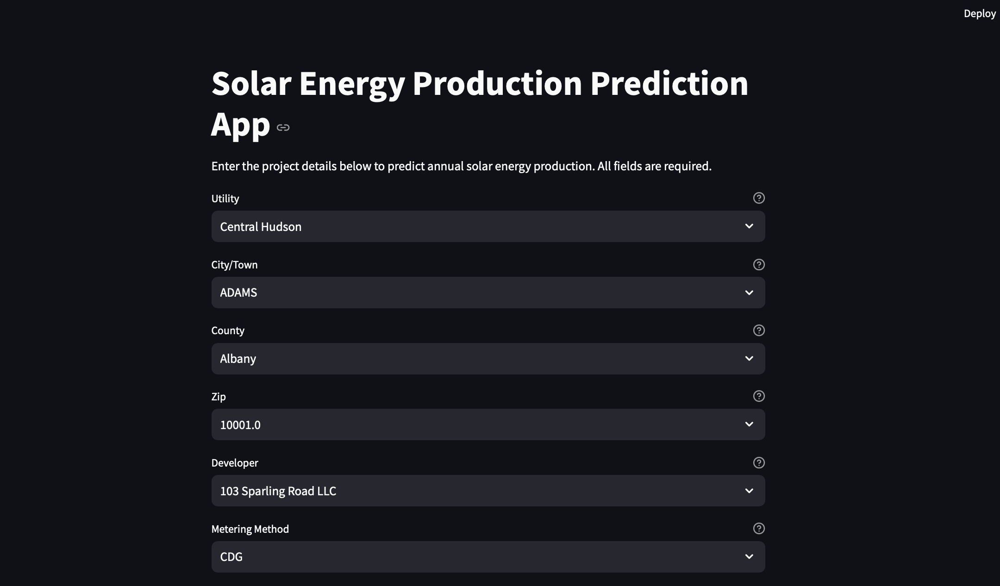 Deploy
Solar Energy Production Prediction
App
Enter the project details below to predict annual solar energy production. All fields are required.
Utility
Central Hudson
City/Town
ADAMS
County
Albany
Zip
10001.0
Developer
103 Sparling Road LLC
Metering Method
CDG